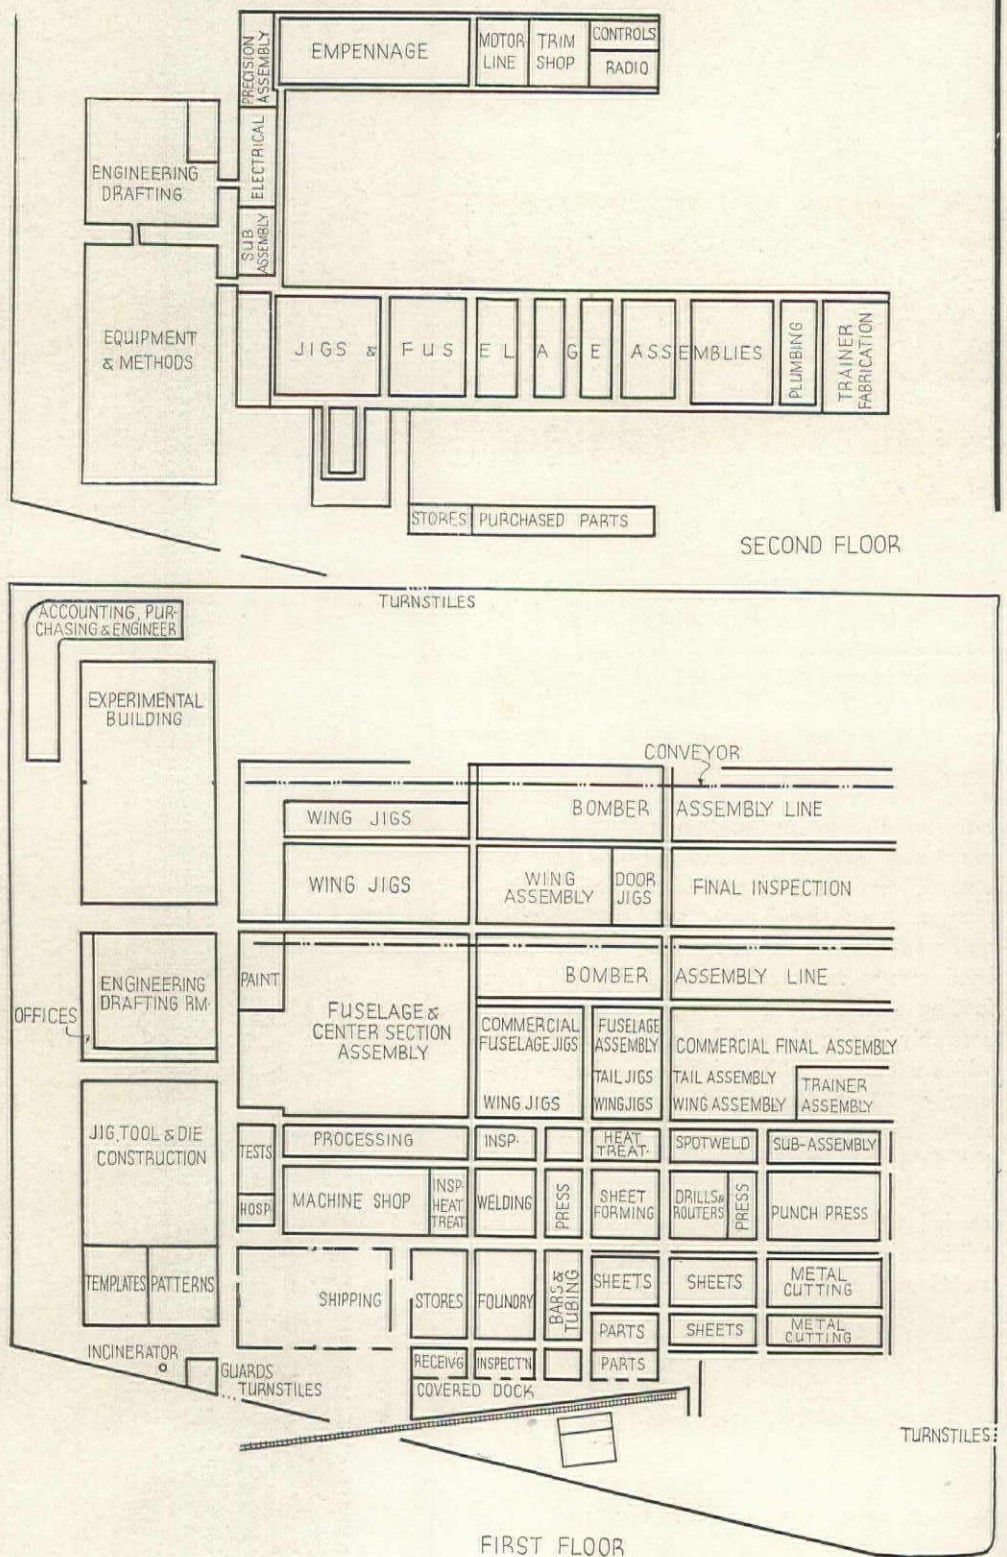 PRECISION
ASSEMBLY
EMPENNAGE
MOTOR
LINE
TRIM
SHOP
CONTROLS
RADIO
ENGINEERING
DRAFTING
ELECTRICAL
SUB
ASSEMBLY
EQUIPMENT
& METHODS
JIGS & FUSELAGE ASSEMBLIES
PLUMBING
TRAINER
FABRICATION
STORES
PURCHASED PARTS
SECOND FLOOR
TURNSTILES
ACCOUNTING, PUR-
CHASING & ENGINEER
EXPERIMENTAL
BUILDING
CONVEYOR
WING JIGS
BOMBER ASSEMBLY LINE
WING JIGS
WING
ASSEMBLY
DOOR
JIGS
FINAL INSPECTION
OFFICES
ENGINEERING
DRAFTING RM.
PAINT
FUSELAGE &
CENTER SECTION
ASSEMBLY
BOMBER ASSEMBLY LINE
COMMERCIAL
FUSELAGE JIGS
WING JIGS
FUSELAGE
ASSEMBLY
TAIL JIGS
WING JIGS
COMMERCIAL FINAL ASSEMBLY
TAIL ASSEMBLY
WING ASSEMBLY
TRAINER
ASSEMBLY
JIG, TOOL & DIE
CONSTRUCTION
TESTS
PROCESSING
INSP.
HEAT
TREAT.
SPOTWELD
SUB-ASSEMBLY
HOSP.
MACHINE SHOP
INSP.
HEAT
TREAT
WELDING
PRESS
SHEET
FORMING
DRILLS &
ROUTERS
PRESS
PUNCH PRESS
TEMPLATES
PATTERNS
SHIPPING
STORES
FOUNDRY
BARS &
TUBING
SHEETS
SHEETS
METAL
CUTTING
PARTS
SHEETS
METAL
CUTTING
INCINERATOR
GUARDS
TURNSTILES
RECEIV'G
INSPECT'N
PARTS
COVERED DOCK
TURNSTILES
FIRST FLOOR